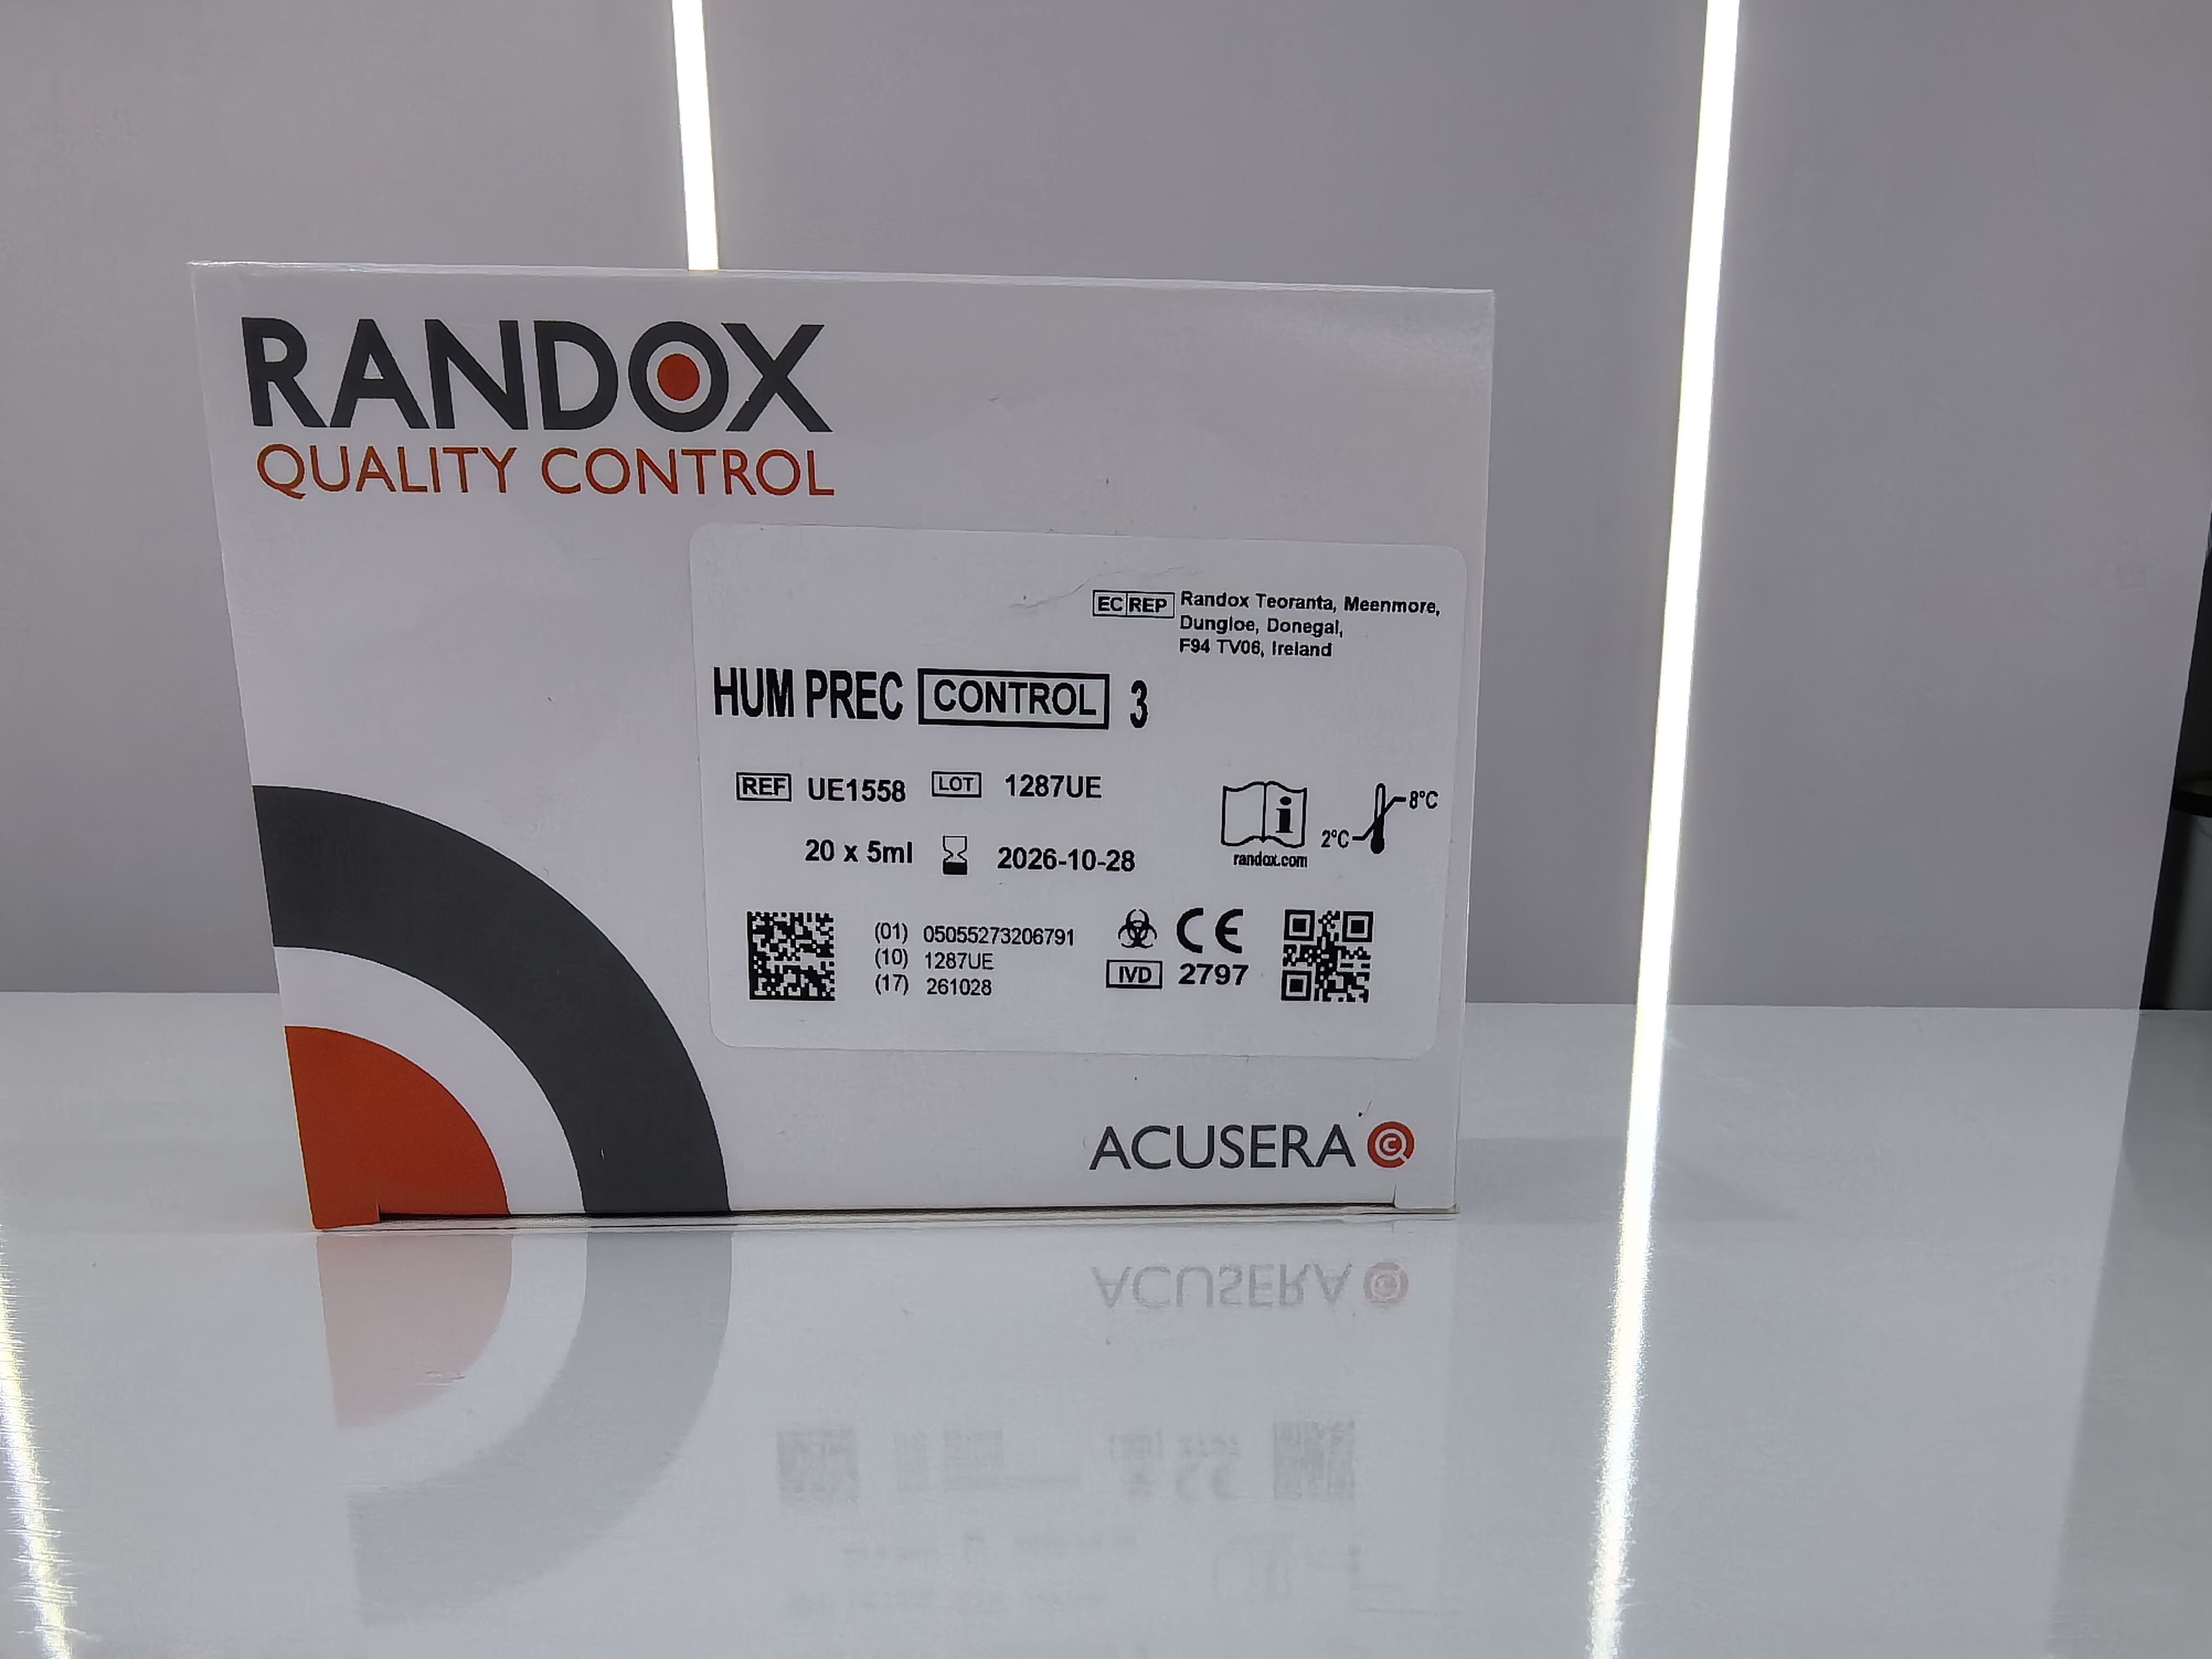 RANDOX
QUALITY CONTROL
EC REP Randox Teoranta, Meenmore,
Dungloe, Donegal,
F94 TV06, Ireland
HUM PREC CONTROL 3
REF UE1558 LOT 1287UE
20 x 5ml 2026-10-28
randox.com
2°C 8°C
(01) 05055273206791
(10) 1287UE
(17) 261028
CE
IVD 2797
ACUSERA